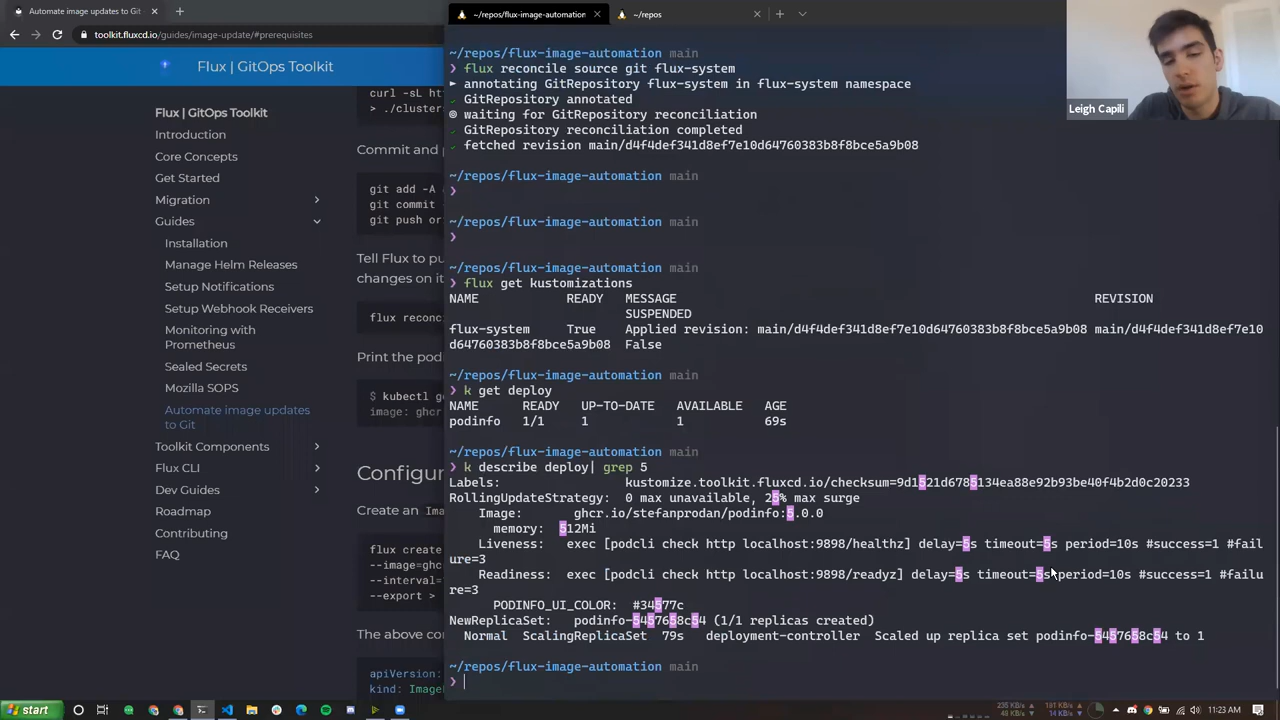 Automate image updates to Git
toolkit.fluxcd.io/guides/image-update/#prerequisites
Flux | GitOps Toolkit
Flux | GitOps Toolkit
Introduction
Core Concepts
Get Started
Migration
Guides
Installation
Manage Helm Releases
Setup Notifications
Setup Webhook Receivers
Monitoring with
Prometheus
Sealed Secrets
Mozilla SOPS
Automate image updates
to Git
Toolkit Components
Flux CLI
Dev Guides
Roadmap
Contributing
FAQ
curl -sL
> ./cluster
Commit and p
git add -A
git commit
git push or
Tell Flux to pu
changes on it
flux reconc
Print the pod
$ kubectl ge
image: ghcr
Configur
Create an
flux create
--image=ghc
--interval=
--export >
The above co
apiVersion:
kind: Image
~/repos/flux-image-automation
~/repos
~/repos/flux-image-automation main
❯ flux reconcile source git flux-system
► annotating GitRepository flux-system in flux-system namespace
✔ GitRepository annotated
◎ waiting for GitRepository reconciliation
✔ GitRepository reconciliation completed
✔ fetched revision main/d4f4def341d8ef7e10d64760383b8f8bce5a9b08
~/repos/flux-image-automation main
❯
~/repos/flux-image-automation main
❯
~/repos/flux-image-automation main
❯ flux get kustomizations
NAME READY MESSAGE REVISION
SUSPENDED
flux-system True Applied revision: main/d4f4def341d8ef7e10d64760383b8f8bce5a9b08 main/d4f4def341d8ef7e10
d64760383b8f8bce5a9b08 False
~/repos/flux-image-automation main
❯ k get deploy
NAME READY UP-TO-DATE AVAILABLE AGE
podinfo 1/1 1 1 69s
~/repos/flux-image-automation main
❯ k describe deploy| grep 5
Labels: kustomize.toolkit.fluxcd.io/checksum=9d1521d6785134ea88e92b93be40f4b2d0c20233
RollingUpdateStrategy: 0 max unavailable, 25% max surge
Image: ghcr.io/stefanprodan/podinfo:5.0.0
memory: 512Mi
Liveness: exec [podcli check http localhost:9898/healthz] delay=5s timeout=5s period=10s #success=1 #fail
ure=3
Readiness: exec [podcli check http localhost:9898/readyz] delay=5s timeout=5s period=10s #success=1 #failu
re=3
PODINFO_UI_COLOR: #34577c
NewReplicaSet: podinfo-5457658c54 (1/1 replicas created)
Normal ScalingReplicaSet 79s deployment-controller Scaled up replica set podinfo-5457658c54 to 1
~/repos/flux-image-automation main
❯
Leigh Capili
start
11:23 AM